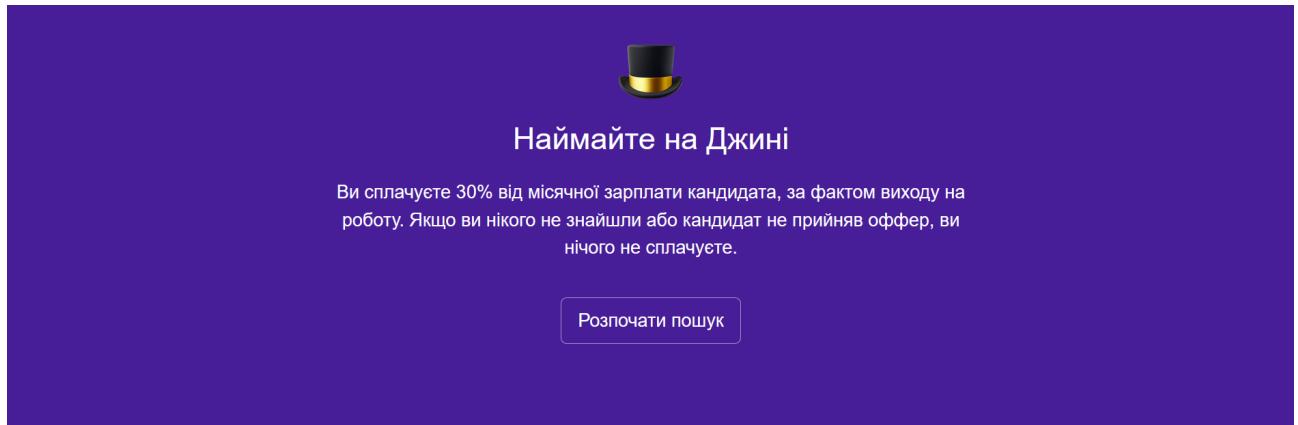 Наймайте на Джині
Ви сплачуєте 30% від місячної зарплати кандидата, за фактом виходу на
роботу. Якщо ви нікого не знайшли або кандидат не прийняв оффер, ви
нічого не сплачуєте.
Розпочати пошук